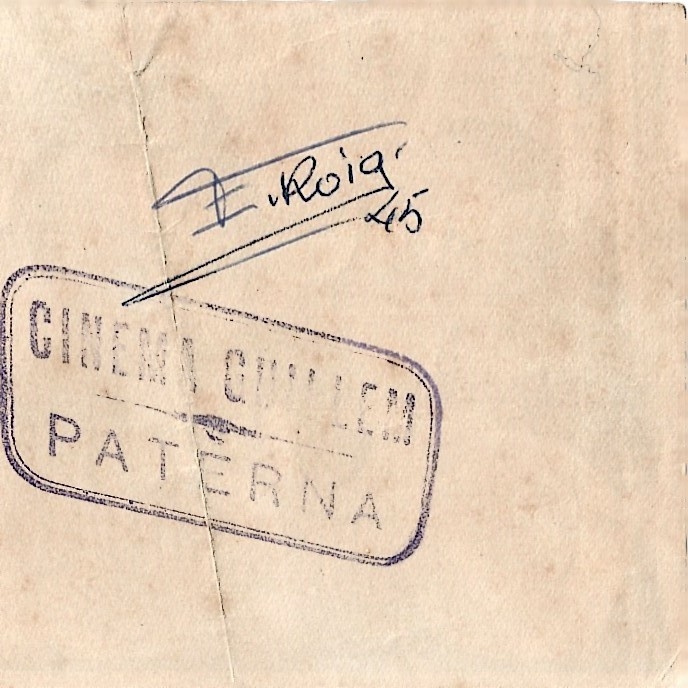 E. Roig
45
CINEMA GUILLEM
PATERNA